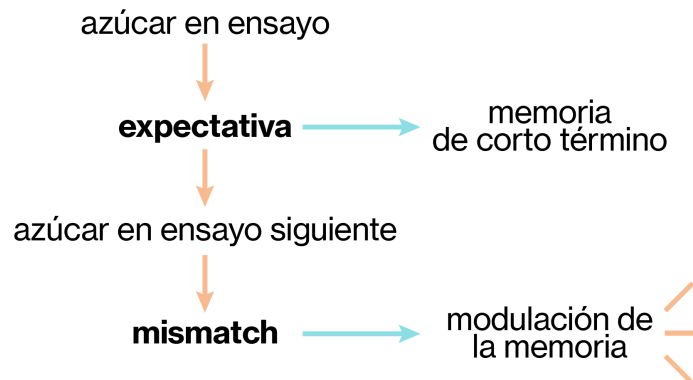 azúcar en ensayo
expectativa
memoria
de corto término
azúcar en ensayo siguiente
mismatch
modulación de
la memoria